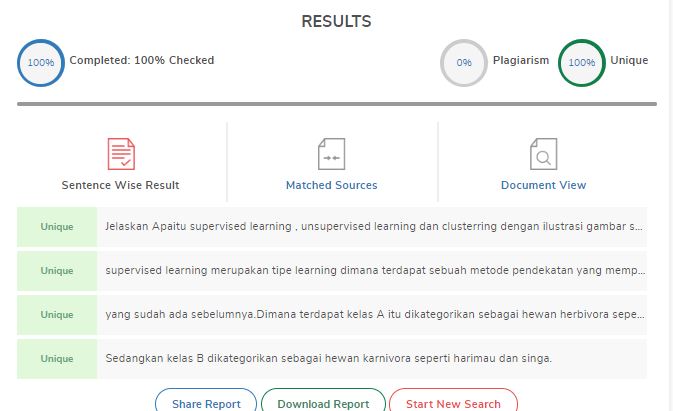 RESULTS
100% Completed: 100% Checked 0% Plagiarism 100% Unique
Sentence Wise Result Matched Sources Document View
Unique Jelaskan Apaitu supervised learning , unsupervised learning dan clusterring dengan ilustrasi gambar s...
Unique supervised learning merupakan tipe learning dimana terdapat sebuah metode pendekatan yang memp...
Unique yang sudah ada sebelumnya.Dimana terdapat kelas A itu dikategorikan sebagai hewan herbivora sepe...
Unique Sedangkan kelas B dikategorikan sebagai hewan karnivora seperti harimau dan singa.
Share Report Download Report Start New Search